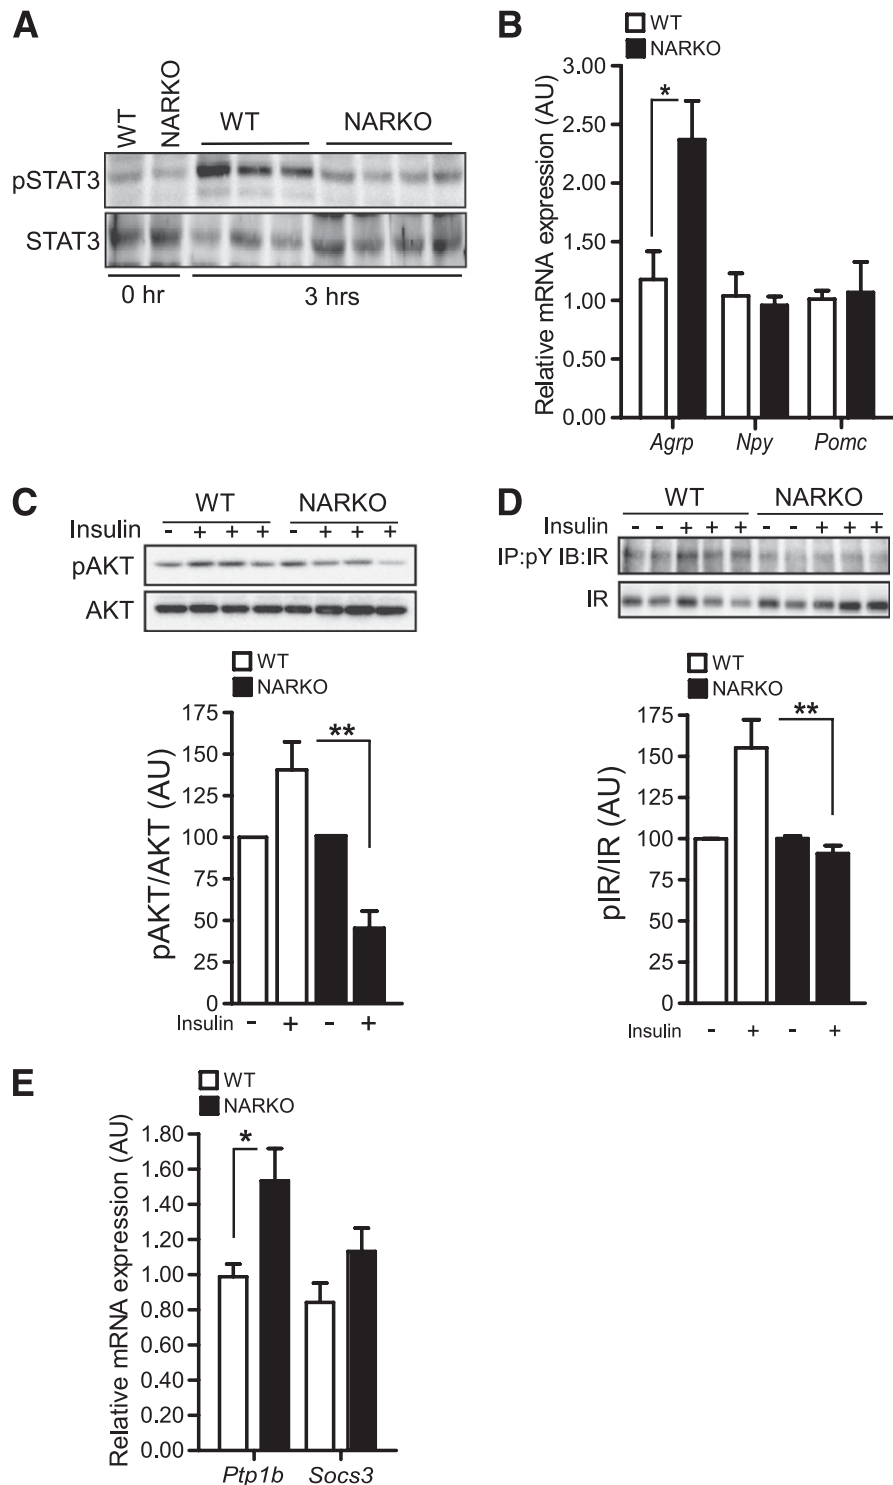 A
WT
NARKO
WT
NARKO
pSTAT3
STAT3
0 hr
3 hrs
B
WT
NARKO
Relative mRNA expression (AU)
3.00
2.50
2.00
1.50
1.00
0.50
0.00
*
Agrp
Npy
Pomc
C
WT
NARKO
Insulin - + + + - + + +
pAKT
AKT
WT
NARKO
pAKT/AKT (AU)
175
150
125
100
75
50
25
0
**
Insulin - + - +
D
WT
NARKO
Insulin - - + + + - - + + +
IP:pY IB:IR
IR
WT
NARKO
pIR/IR (AU)
175
150
125
100
75
50
25
0
**
Insulin - + - +
E
WT
NARKO
Relative mRNA expression (AU)
1.80
1.60
1.40
1.20
1.00
0.80
0.60
0.40
0.20
0.00
*
Ptp1b
Socs3